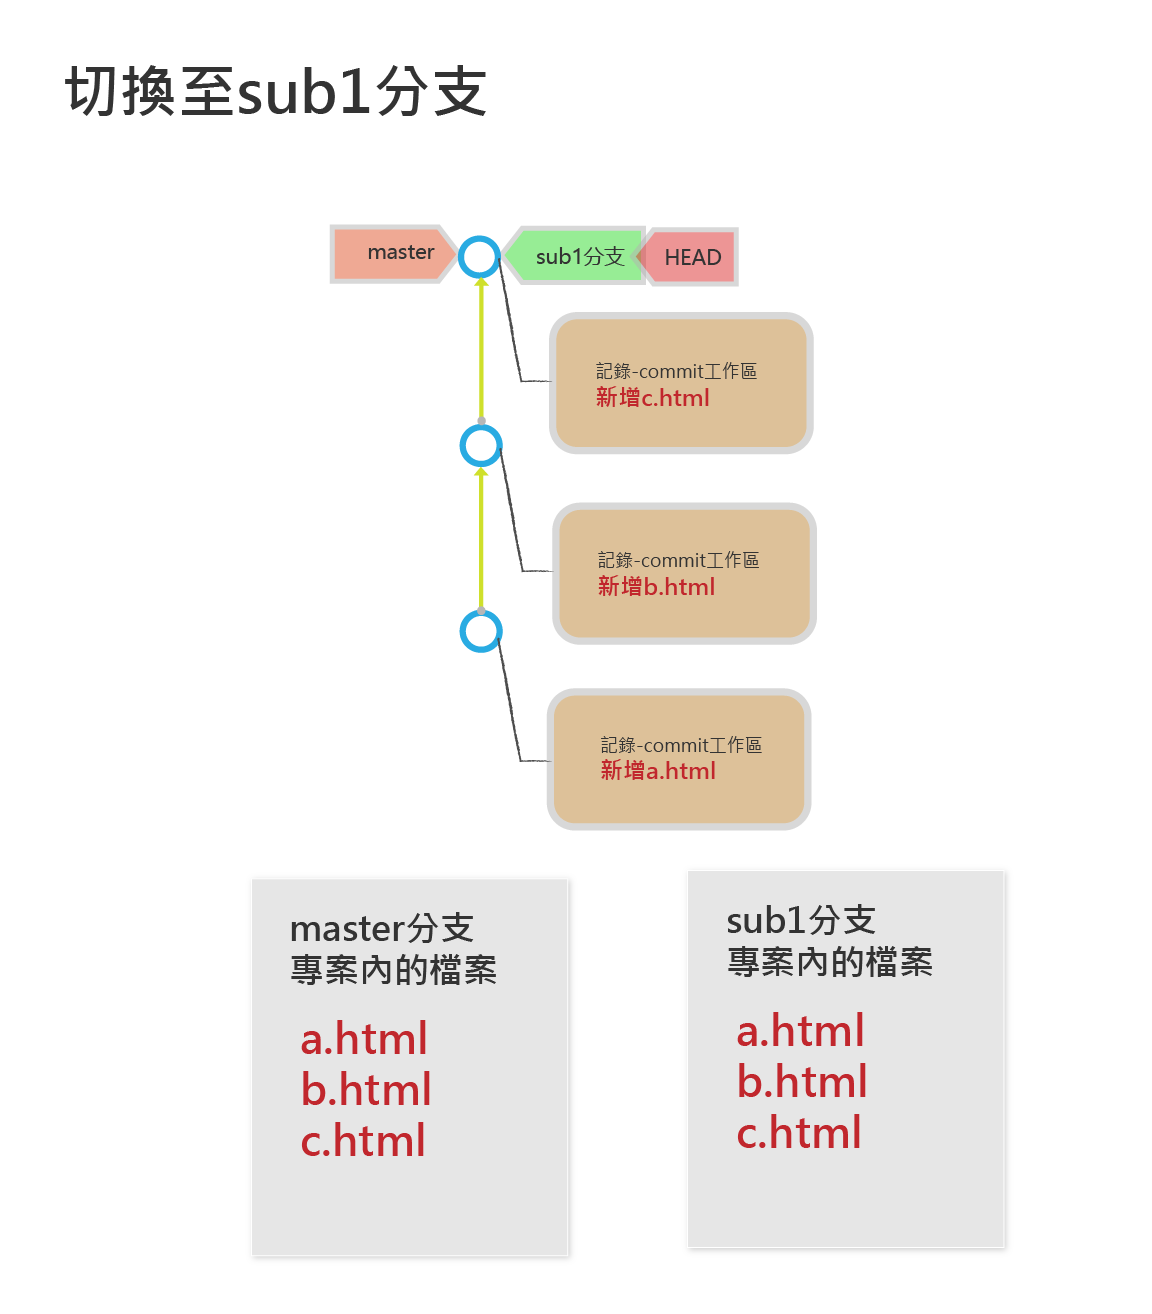 切換至sub1分支
master
sub1分支
HEAD
記錄-commit工作區
新增c.html
記錄-commit工作區
新增b.html
記錄-commit工作區
新增a.html
master分支
專案內的檔案
a.html
b.html
c.html
sub1分支
專案內的檔案
a.html
b.html
c.html